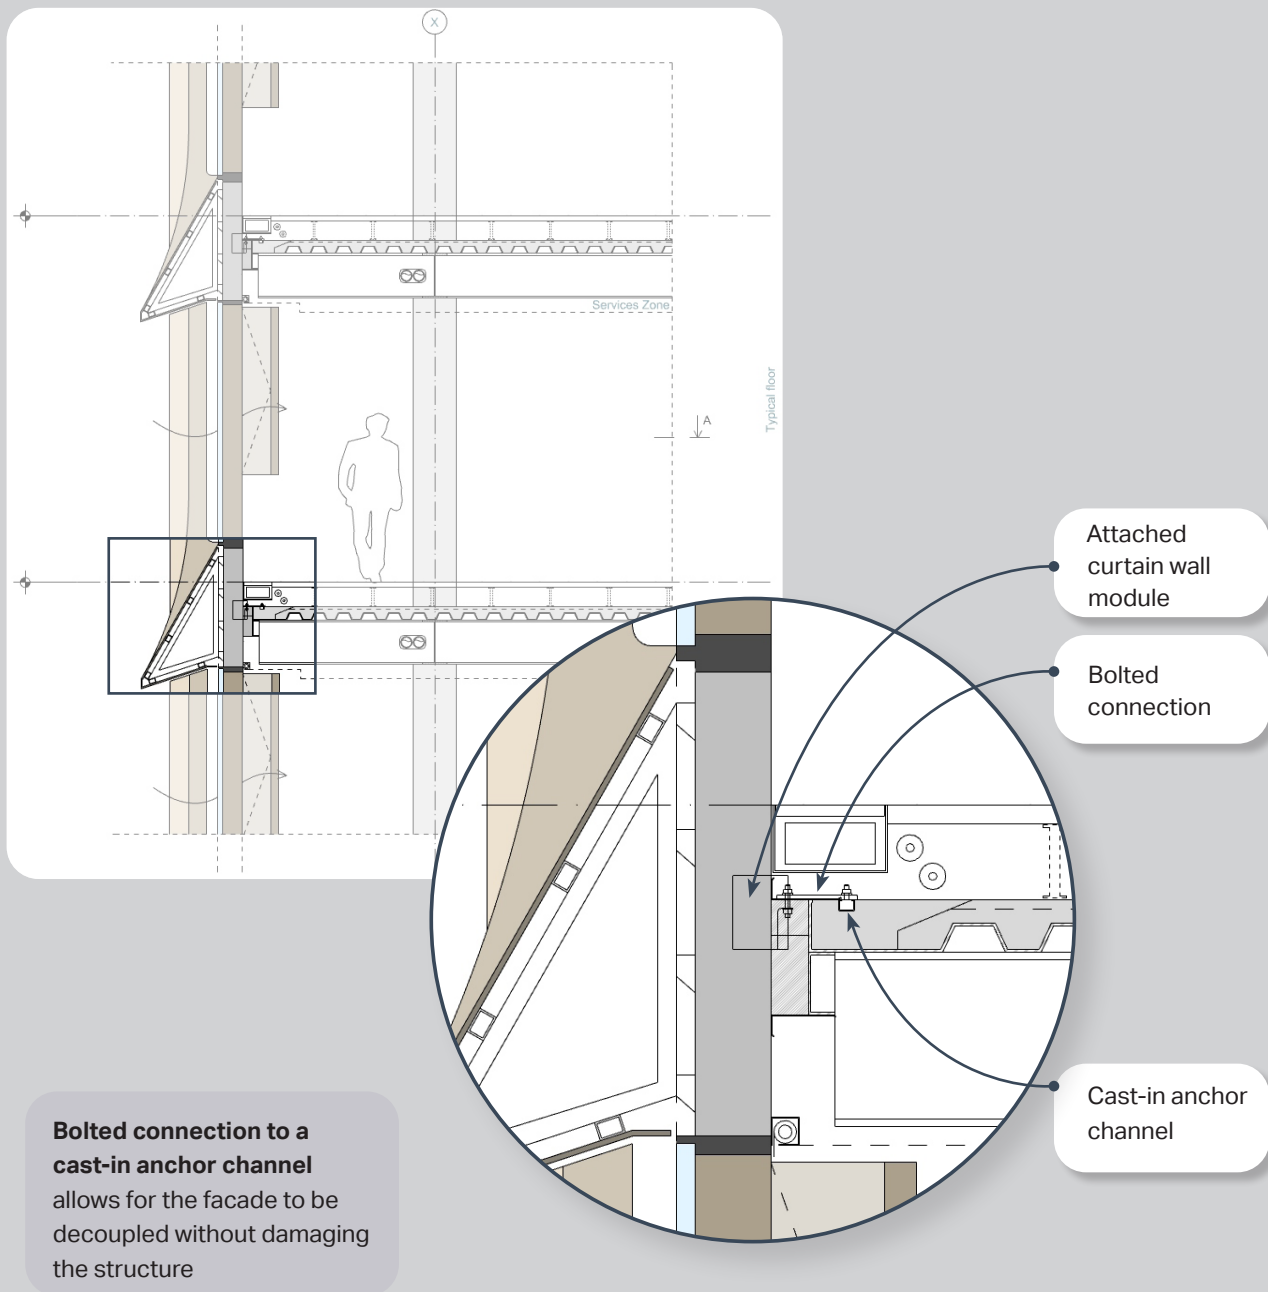 X
Services Zone
Typical floor
A
Attached
curtain wall
module
Bolted
connection
Cast-in anchor
channel
Bolted connection to a
cast-in anchor channel
allows for the facade to be
decoupled without damaging
the structure